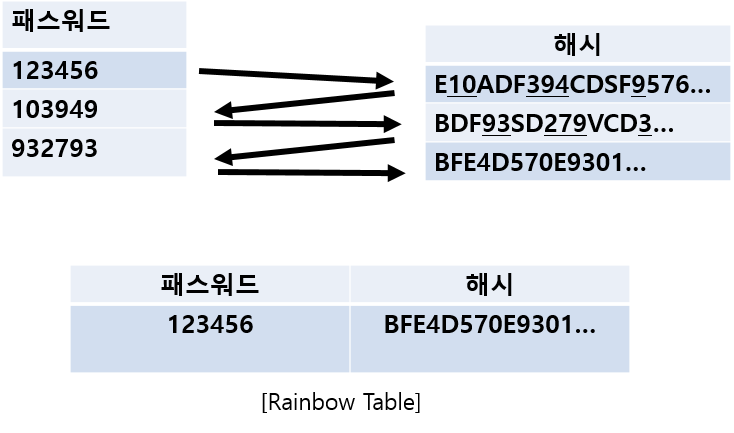 패스워드
123456
103949
932793
해시
E10ADF394CDSF9576...
BDF93SD279VCD3...
BFE4D570E9301...
패스워드 해시
123456 BFE4D570E9301...
[Rainbow Table]